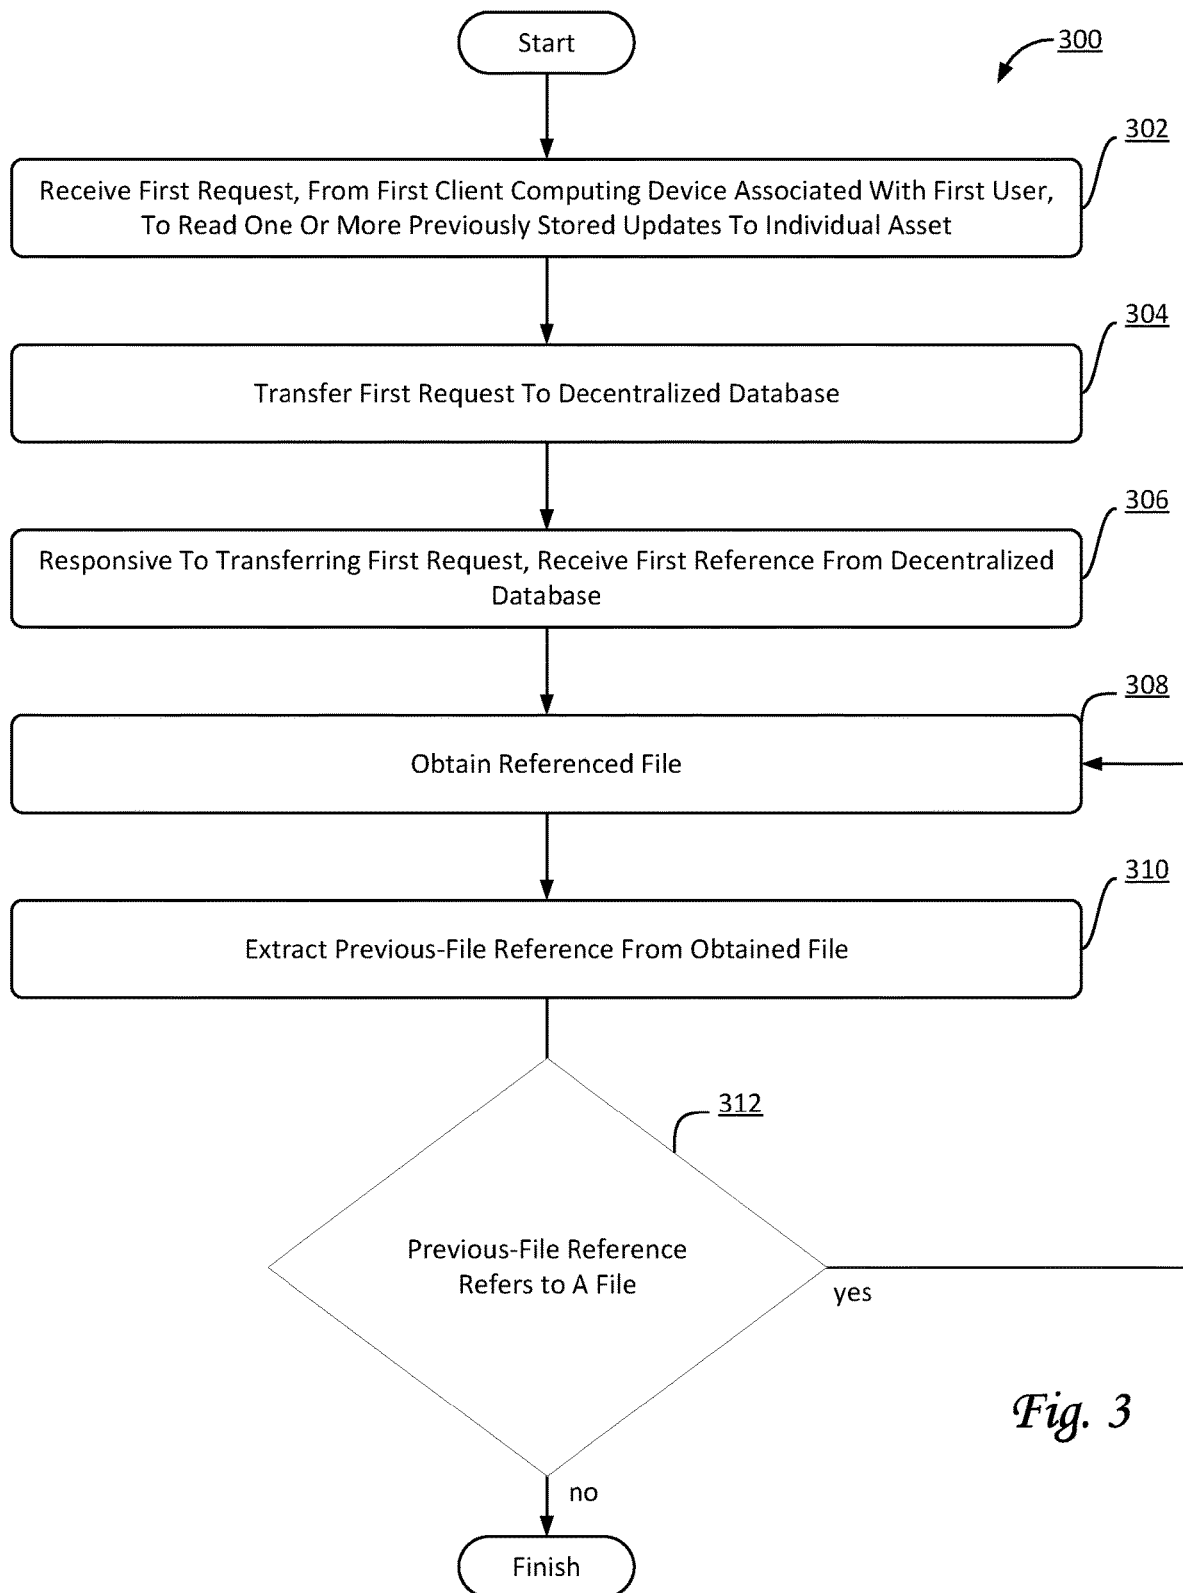 Start
300
302
Receive First Request, From First Client Computing Device Associated With First User,
To Read One Or More Previously Stored Updates To Individual Asset
304
Transfer First Request To Decentralized Database
306
Responsive To Transferring First Request, Receive First Reference From Decentralized
Database
308
Obtain Referenced File
310
Extract Previous-File Reference From Obtained File
312
Previous-File Reference
Refers to A File
yes
Fig. 3
no
Finish